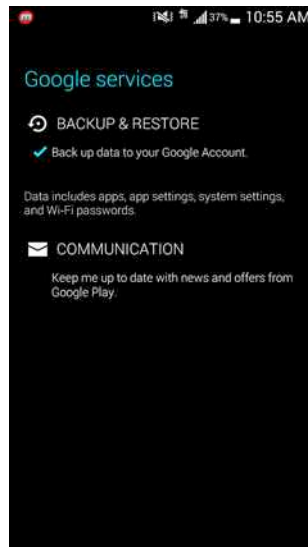 37% 10:55 AM
Google services
BACKUP & RESTORE
Back up data to your Google Account.
Data includes apps, app settings, system settings,
and Wi-Fi passwords.
COMMUNICATION
Keep me up to date with news and offers from
Google Play.